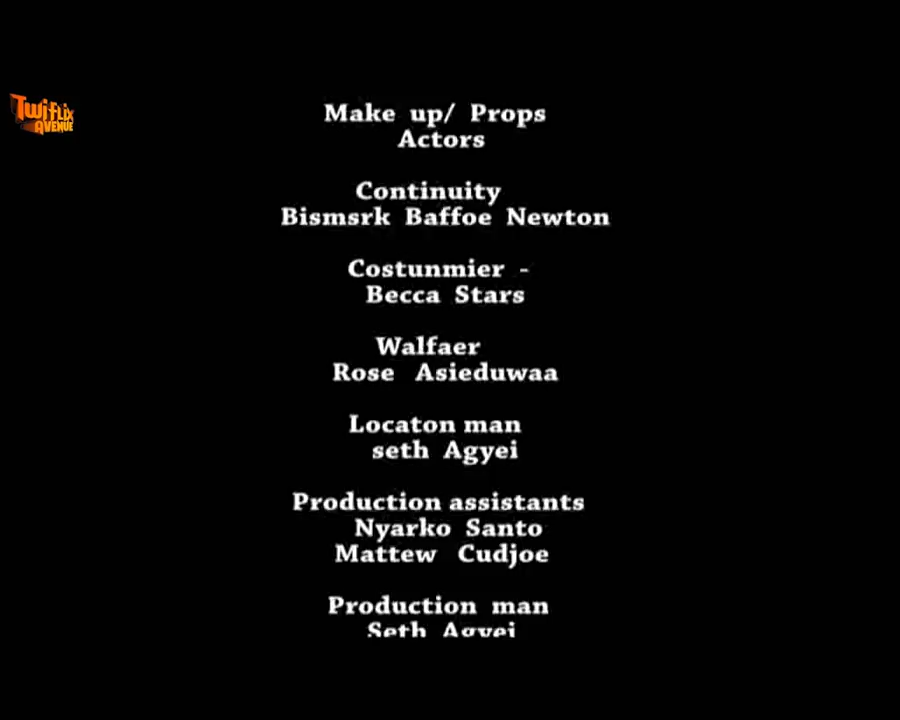 Twiflix
Avenue
Make up/ Props
Actors
Continuity
Bismsrk Baffoe Newton
Costunmier -
Becca Stars
Walfaer
Rose Asieduwaa
Locaton man
seth Agyei
Production assistants
Nyarko Santo
Mattew Cudjoe
Production man
Seth Agyei